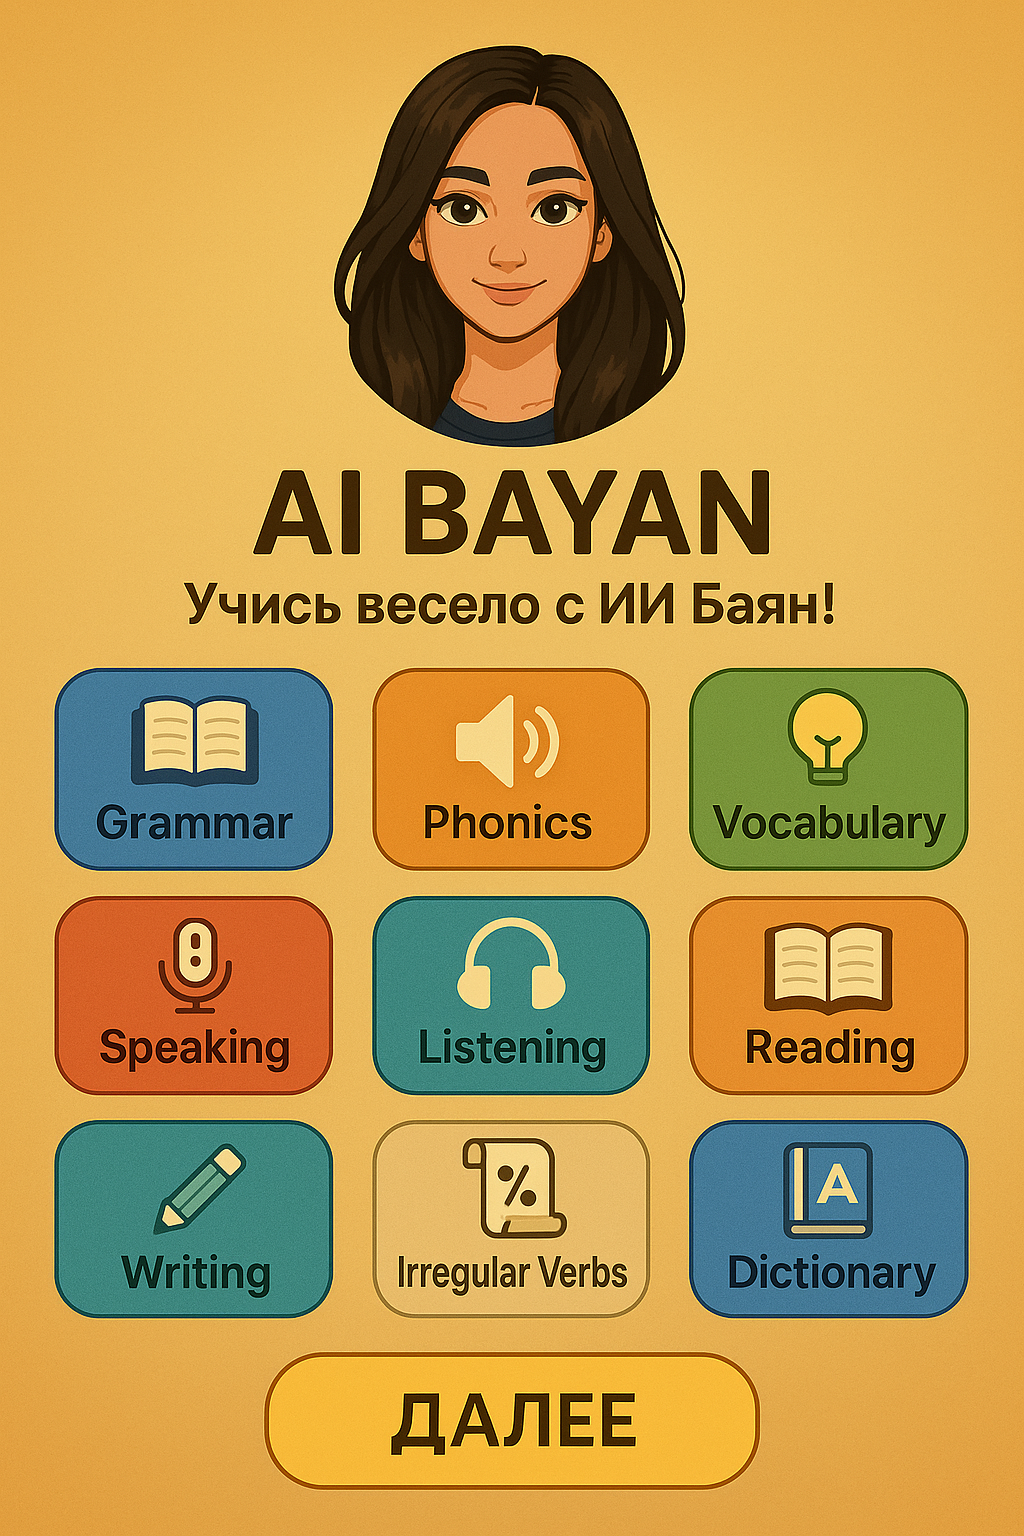 AI BAYAN
Учись весело с ИИ Баян!
Grammar
Phonics
Vocabulary
Speaking
Listening
Reading
A
Writing
Irregular Verbs
Dictionary
ДАЛЕЕ